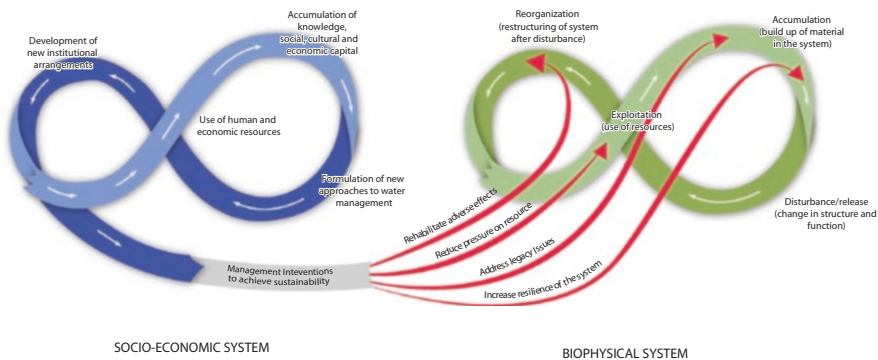 Development of
new institutional
arrangements
Accumulation of
knowledge,
social, cultural and
economic capital
Use of human and
economic resources
Formulation of new
approaches to water
management
Management Inteventions
to achieve sustainability
Reorganization
(restructuring of system
after disturbance)
Accumulation
(build up of material
in the system)
Exploitation
(use of resources)
Disturbance/release
(change in structure and
function)
Rehabilitate adverse effects
Reduce pressure on resource
Address legacy Issues
Increase resilience of the system
SOCIO-ECONOMIC SYSTEM
BIOPHYSICAL SYSTEM